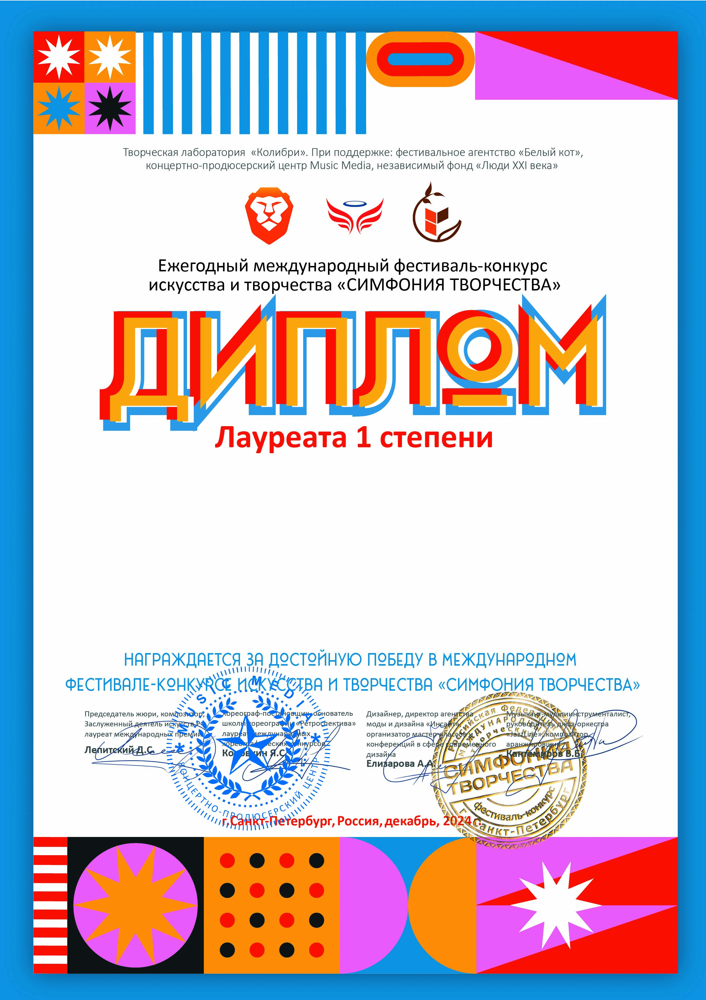 Творческая лаборатория «Колибри». При поддержке: фестивальное агентство «Белый кот»,
концертно-продюсерский центр Music Media, независимый фонд «Люди XXI века»
Ежегодный международный фестиваль-конкурс
искусства и творчества «СИМФОНИЯ ТВОРЧЕСТВА»
ДИПЛОМ
Лауреата 1 степени
НАГРАЖДАЕТСЯ ЗА ДОСТОЙНУЮ ПОБЕДУ В МЕЖДУНАРОДНОМ
ФЕСТИВАЛЕ-КОНКУРСЕ ИСКУССТВА И ТВОРЧЕСТВА «СИМФОНИЯ ТВОРЧЕСТВА»
Председатель жюри, композитор,
Заслуженный деятель искусств РФ
лауреат международных премий
Лепитский Д.С.
Хореограф-постановщик, основатель
школы хореографии «Ретроспектива»
лауреат международных
хореографических конкурсов
Я.С.
Дизайнер, директор агентства
моды и дизайна «Инсайт»,
организатор мастер-классов и
конференций в сфере современного
дизайна
Елизарова А.А.
Музыкант-мультиинструменталист,
руководитель джаз-оркестра
«JazzLine», композитор,
аранжировщик
Кантемиров В.В.
MUSIC MEDIA
КОНЦЕРТНО-ПРОДЮСЕРСКИЙ ЦЕНТР
Российская Федерация
МЕЖДУНАРОДНЫЙ
творческий
СИМФОНИЯ
ТВОРЧЕСТВА
фестиваль-конкурс
г. Санкт-Петербург
г. Санкт-Петербург, Россия, декабрь, 2024 г.